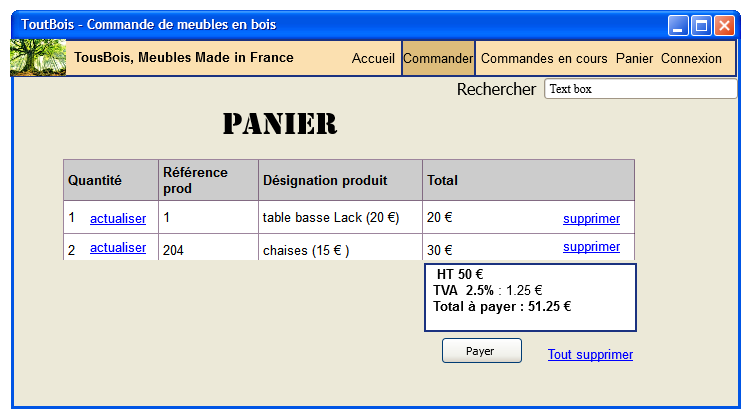 ToutBois - Commande de meubles en bois
TousBois, Meubles Made in France Accueil Commander Commandes en cours Panier Connexion
Rechercher Text box
PANIER
Quantité Référence prod Désignation produit Total
1 actualiser 1 table basse Lack (20 €) 20 € supprimer
2 actualiser 204 chaises (15 € ) 30 € supprimer
HT 50 €
TVA 2.5% : 1.25 €
Total à payer : 51.25 €
Payer Tout supprimer